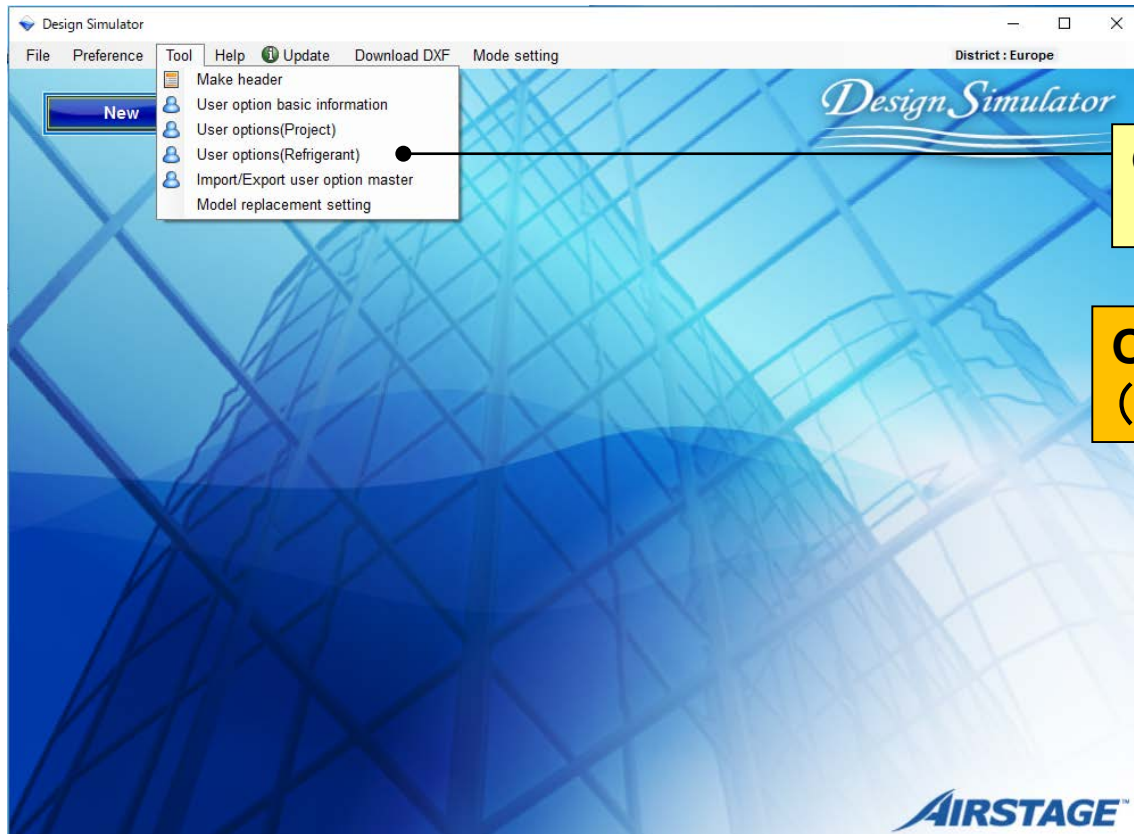 Design Simulator
File Preference Tool Help Update Download DXF Mode setting District : Europe
Make header
User option basic information
User options(Project)
User options(Refrigerant)
Import/Export user option master
Model replacement setting
New
Design Simulator
(
AIRSTAGE™